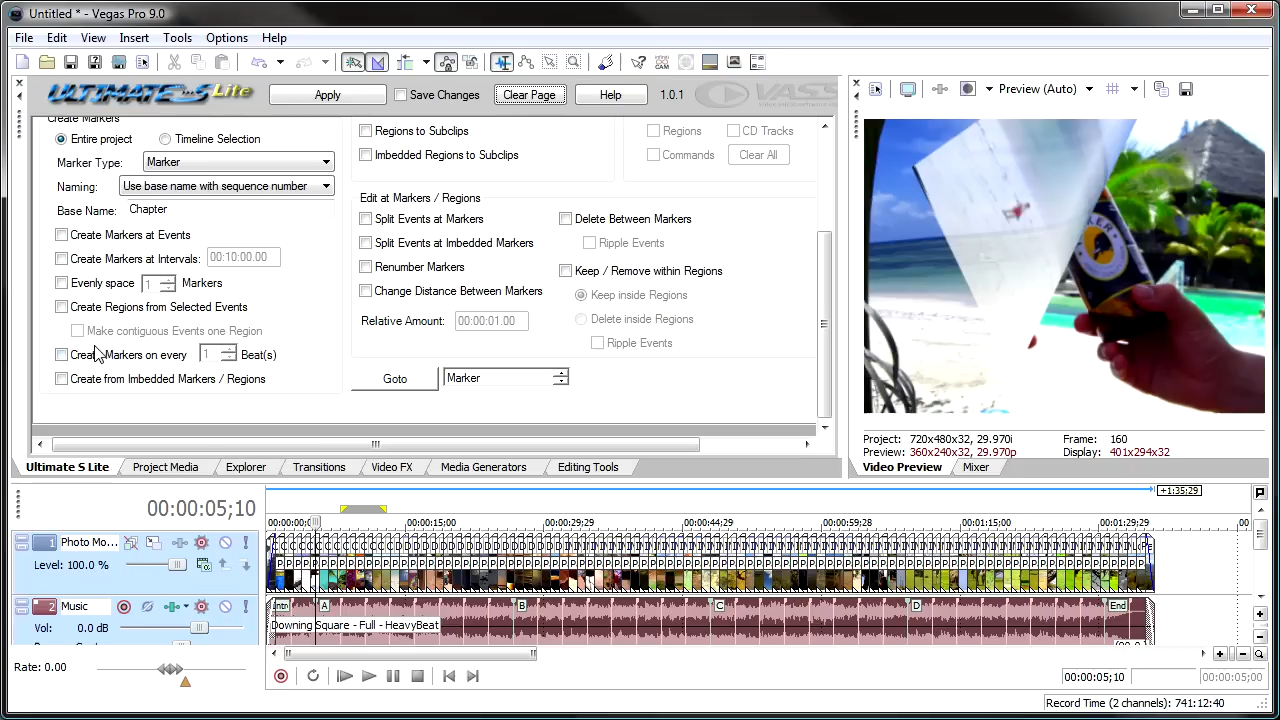 Untitled * - Vegas Pro 9.0
File Edit View Insert Tools Options Help
ULTIMATE S Lite
Apply
Save Changes
Clear Page
Help
1.0.1
VASS
Preview (Auto)
Create Markers
Entire project
Timeline Selection
Marker Type: Marker
Naming: Use base name with sequence number
Base Name: Chapter
Create Markers at Events
Create Markers at Intervals: 00:10:00.00
Evenly space 1 Markers
Create Regions from Selected Events
Make contiguous Events one Region
Create Markers on every 1 Beat(s)
Create from Imbedded Markers / Regions
Regions to Subclips
Imbedded Regions to Subclips
Regions
CD Tracks
Commands
Clear All
Edit at Markers / Regions
Split Events at Markers
Split Events at Imbedded Markers
Renumber Markers
Change Distance Between Markers
Relative Amount: 00:00:01.00
Delete Between Markers
Ripple Events
Keep / Remove within Regions
Keep inside Regions
Delete inside Regions
Ripple Events
Goto
Marker
Project: 720x480x32, 29.970i
Preview: 360x240x32, 29.970p
Frame: 160
Display: 401x294x32
Ultimate S Lite
Project Media
Explorer
Transitions
Video FX
Media Generators
Editing Tools
Video Preview
Mixer
00:00:05;10
+1:35:29
00:00:15;00
00:00:29;29
00:00:44;29
00:00:59;28
00:01:15;00
00:01:29;29
00
1
Photo Mo...
Level: 100.0 %
2
Music
Vol: 0.0 dB
Intr
A
B
C
D
End
Downing Square - Full - HeavyBeat
Rate: 0.00
00:00:05;10
00:00:05;00
Record Time (2 channels): 741:12:40